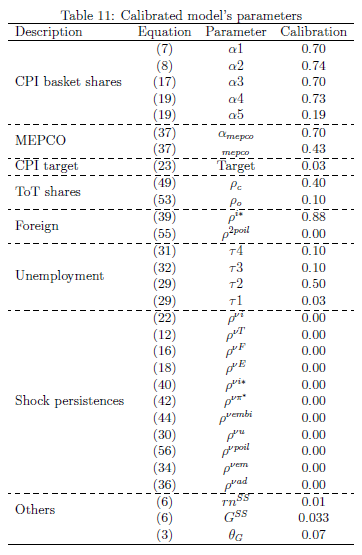 Table 11: Calibrated model's parameters
Description Equation Parameter Calibration
(7) α1 0.70
(8) α2 0.74
CPI basket shares (17) α3 0.70
(19) α4 0.73
(19) α5 0.19
MEPCO (37) α_mepco 0.70
(37) _mepco 0.43
CPI target (23) Target 0.03
ToT shares (49) ρ_c 0.40
(53) ρ_o 0.10
Foreign (39) ρ^{i*} 0.88
(55) ρ^{2poil} 0.00
(31) τ4 0.10
Unemployment (32) τ3 0.10
(29) τ2 0.50
(29) τ1 0.03
(22) ρ^{νi} 0.00
(12) ρ^{νT} 0.00
(16) ρ^{νF} 0.00
(18) ρ^{νE} 0.00
(40) ρ^{νi*} 0.00
Shock persistences (42) ρ^{νπ*} 0.00
(44) ρ^{νembi} 0.00
(30) ρ^{νu} 0.00
(56) ρ^{νpoil} 0.00
(34) ρ^{νem} 0.00
(36) ρ^{νad} 0.00
(6) rn^{SS} 0.01
Others (6) G^{SS} 0.033
(3) θ_G 0.07